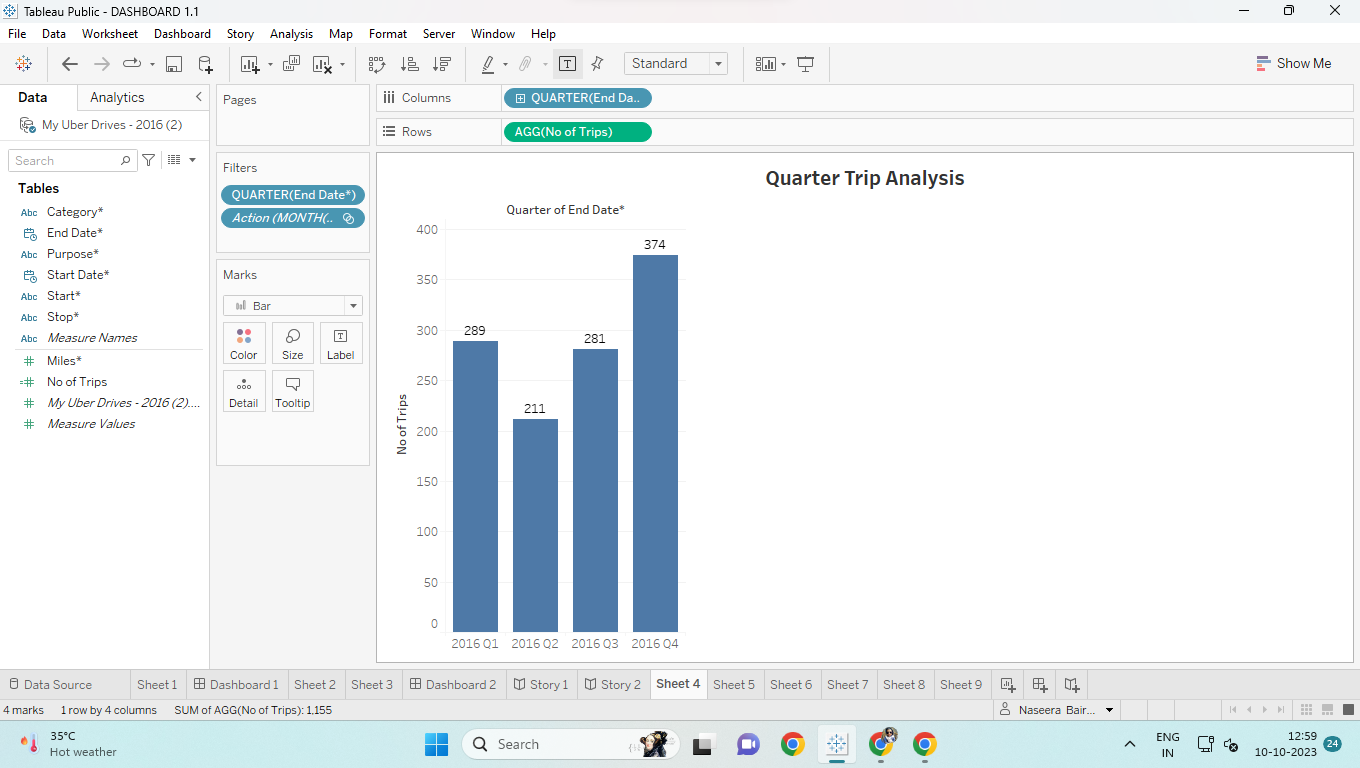 Tableau Public - DASHBOARD 1.1
File Data Worksheet Dashboard Story Analysis Map Format Server Window Help
Standard
Show Me
Data Analytics
My Uber Drives - 2016 (2)
Search
Tables
Abc Category*
End Date*
Abc Purpose*
Start Date*
Abc Start*
Abc Stop*
Abc Measure Names
Miles*
No of Trips
My Uber Drives - 2016 (2)....
Measure Values
Pages
Filters
QUARTER(End Date*)
Action (MONTH(..
Marks
Bar
Color Size Label
Detail Tooltip
Columns QUARTER(End Da..
Rows AGG(No of Trips)
Quarter Trip Analysis
Quarter of End Date*
400
350
300
250
200
150
100
50
0
No of Trips
289
211
281
374
2016 Q1 2016 Q2 2016 Q3 2016 Q4
Data Source Sheet 1 Dashboard 1 Sheet 2 Sheet 3 Dashboard 2 Story 1 Story 2 Sheet 4 Sheet 5 Sheet 6 Sheet 7 Sheet 8 Sheet 9
4 marks 1 row by 4 columns SUM of AGG(No of Trips): 1,155 Naseera Bair...
35°C
Hot weather
Search
ENG
IN
12:59
10-10-2023
24